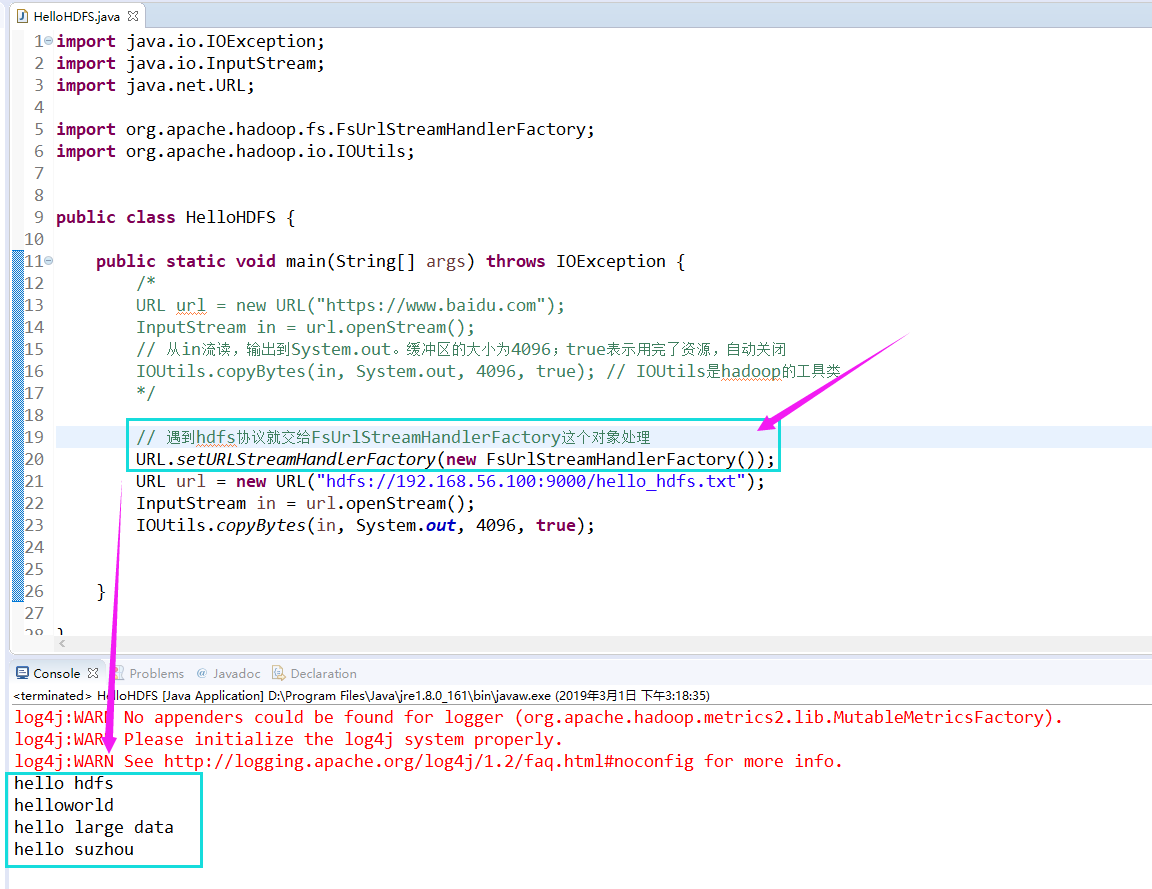 HelloHDFS.java
1 import java.io.IOException;
2 import java.io.InputStream;
3 import java.net.URL;
4
5 import org.apache.hadoop.fs.FsUrlStreamHandlerFactory;
6 import org.apache.hadoop.io.IOUtils;
7
8
9 public class HelloHDFS {
10
11     public static void main(String[] args) throws IOException {
12         /*
13         URL url = new URL("https://www.baidu.com");
14         InputStream in = url.openStream();
15         // 从in流读，输出到System.out。缓冲区的大小为4096；true表示用完了资源，自动关闭
16         IOUtils.copyBytes(in, System.out, 4096, true); // IOUtils是hadoop的工具类
17         */
18
19         // 遇到hdfs协议就交给FsUrlStreamHandlerFactory这个对象处理
20         URL.setURLStreamHandlerFactory(new FsUrlStreamHandlerFactory());
21         URL url = new URL("hdfs://192.168.56.100:9000/hello_hdfs.txt");
22         InputStream in = url.openStream();
23         IOUtils.copyBytes(in, System.out, 4096, true);
24
25
26     }
27
28 }
Console Problems @ Javadoc Declaration
<terminated> HelloHDFS [Java Application] D:\Program Files\Java\jre1.8.0_161\bin\javaw.exe (2019年3月1日 下午3:18:35)
log4j:WARN No appenders could be found for logger (org.apache.hadoop.metrics2.lib.MutableMetricsFactory).
log4j:WARN Please initialize the log4j system properly.
log4j:WARN See http://logging.apache.org/log4j/1.2/faq.html#noconfig for more info.
hello hdfs
helloworld
hello large data
hello suzhou